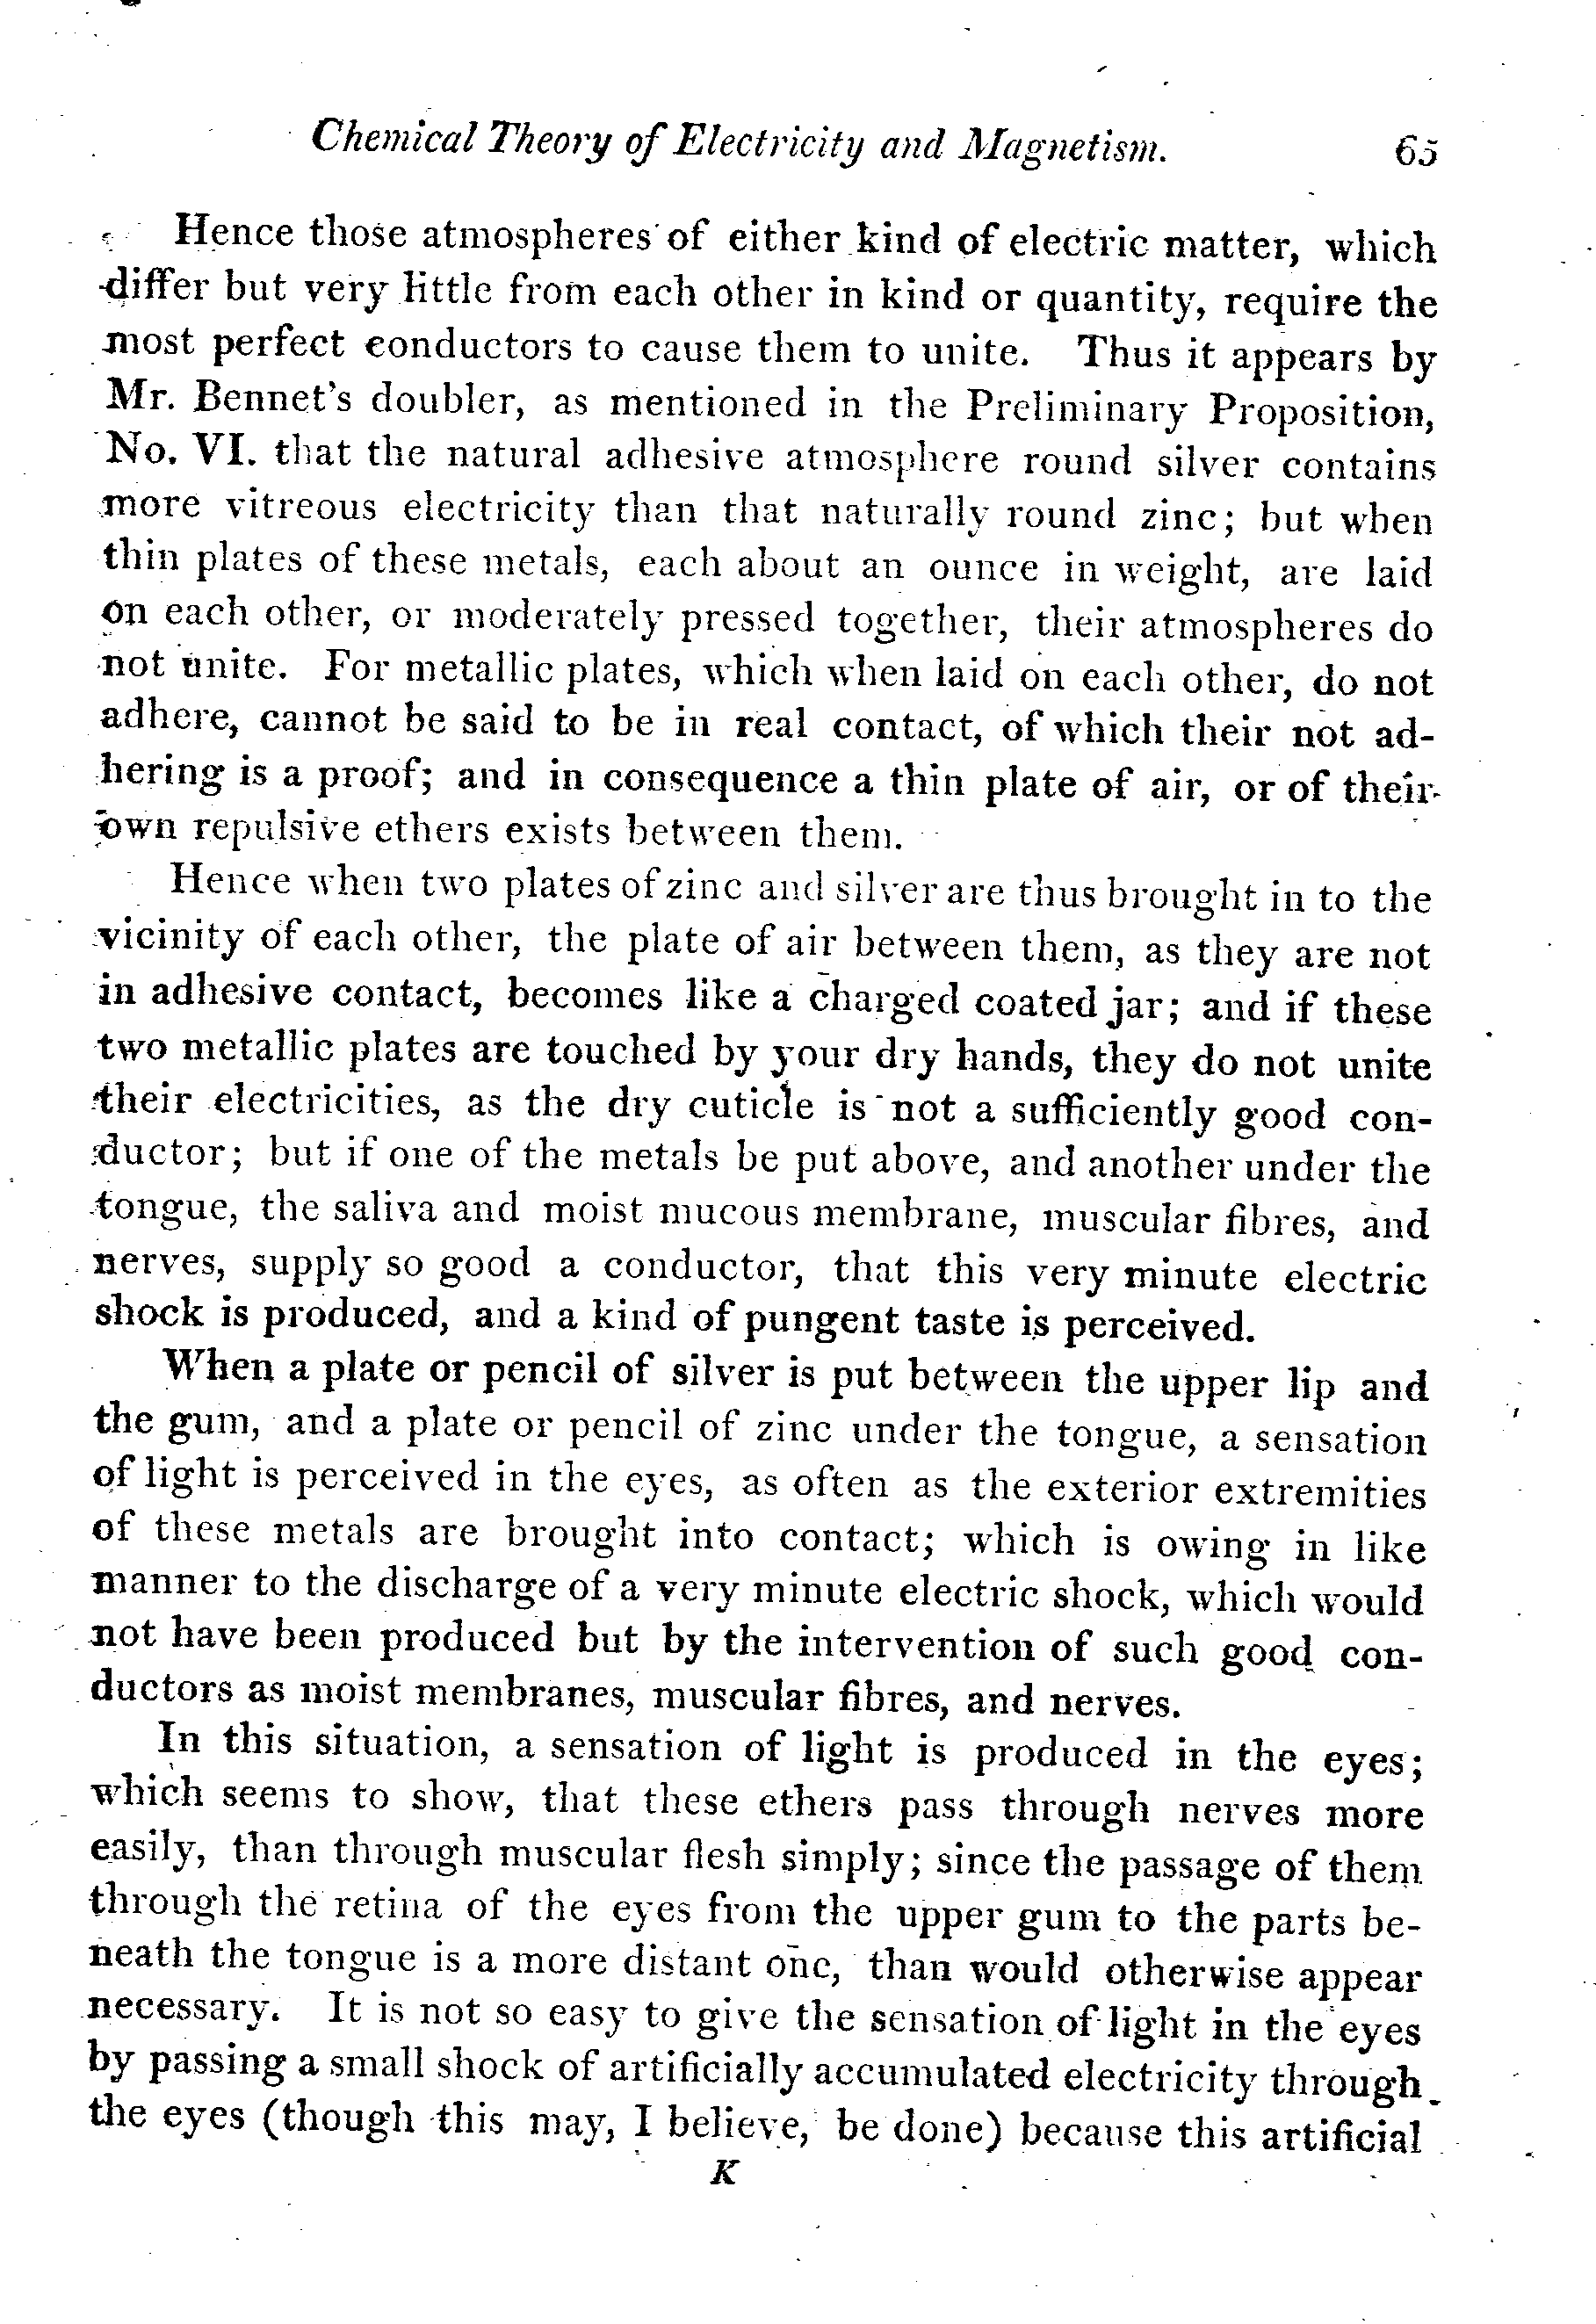 Chemical Theory of Electricity and Magnetism. 65
Hence those atmospheres of either kind of electric matter, which
differ but very little from each other in kind or quantity, require the
most perfect conductors to cause them to unite. Thus it appears by
Mr. Bennet's doubler, as mentioned in the Preliminary Proposition,
No. VI. that the natural adhesive atmosphere round silver contains
more vitreous electricity than that naturally round zinc; but when
thin plates of these metals, each about an ounce in weight, are laid
on each other, or moderately pressed together, their atmospheres do
not unite. For metallic plates, which when laid on each other, do not
adhere, cannot be said to be in real contact, of which their not ad-
hering is a proof; and in consequence a thin plate of air, or of their
own repulsive ethers exists between them.
Hence when two plates of zinc and silver are thus brought in to the
vicinity of each other, the plate of air between them, as they are not
in adhesive contact, becomes like a charged coated jar; and if these
two metallic plates are touched by your dry hands, they do not unite
their electricities, as the dry cuticle is not a sufficiently good con-
ductor; but if one of the metals be put above, and another under the
tongue, the saliva and moist mucous membrane, muscular fibres, and
nerves, supply so good a conductor, that this very minute electric
shock is produced, and a kind of pungent taste is perceived.
When a plate or pencil of silver is put between the upper lip and
the gum, and a plate or pencil of zinc under the tongue, a sensation
of light is perceived in the eyes, as often as the exterior extremities
of these metals are brought into contact; which is owing in like
manner to the discharge of a very minute electric shock, which would
not have been produced but by the intervention of such good con-
ductors as moist membranes, muscular fibres, and nerves.
In this situation, a sensation of light is produced in the eyes;
which seems to show, that these ethers pass through nerves more
easily, than through muscular flesh simply; since the passage of them
through the retina of the eyes from the upper gum to the parts be-
neath the tongue is a more distant one, than would otherwise appear
necessary. It is not so easy to give the sensation of light in the eyes
by passing a small shock of artificially accumulated electricity through
the eyes (though this may, I believe, be done) because this artificial
K